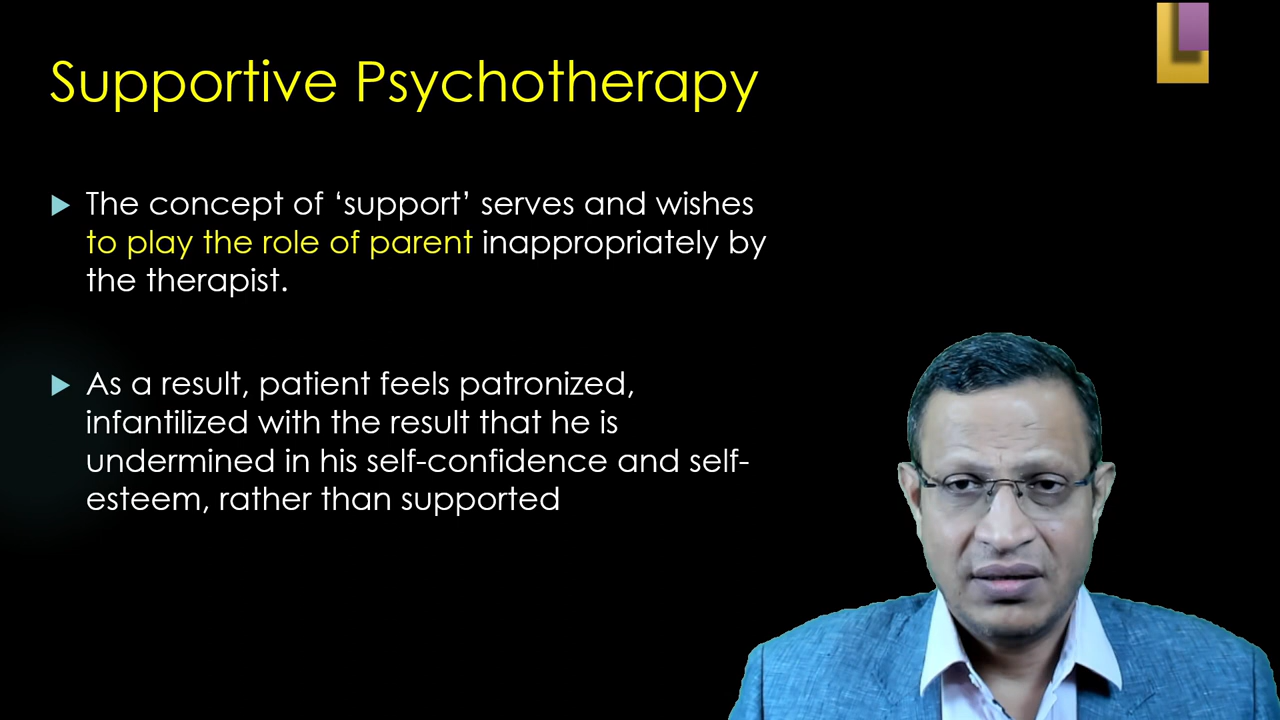 Supportive Psychotherapy
The concept of ‘support’ serves and wishes
to play the role of parent inappropriately by
the therapist.
As a result, patient feels patronized,
infantilized with the result that he is
undermined in his self-confidence and self-
esteem, rather than supported